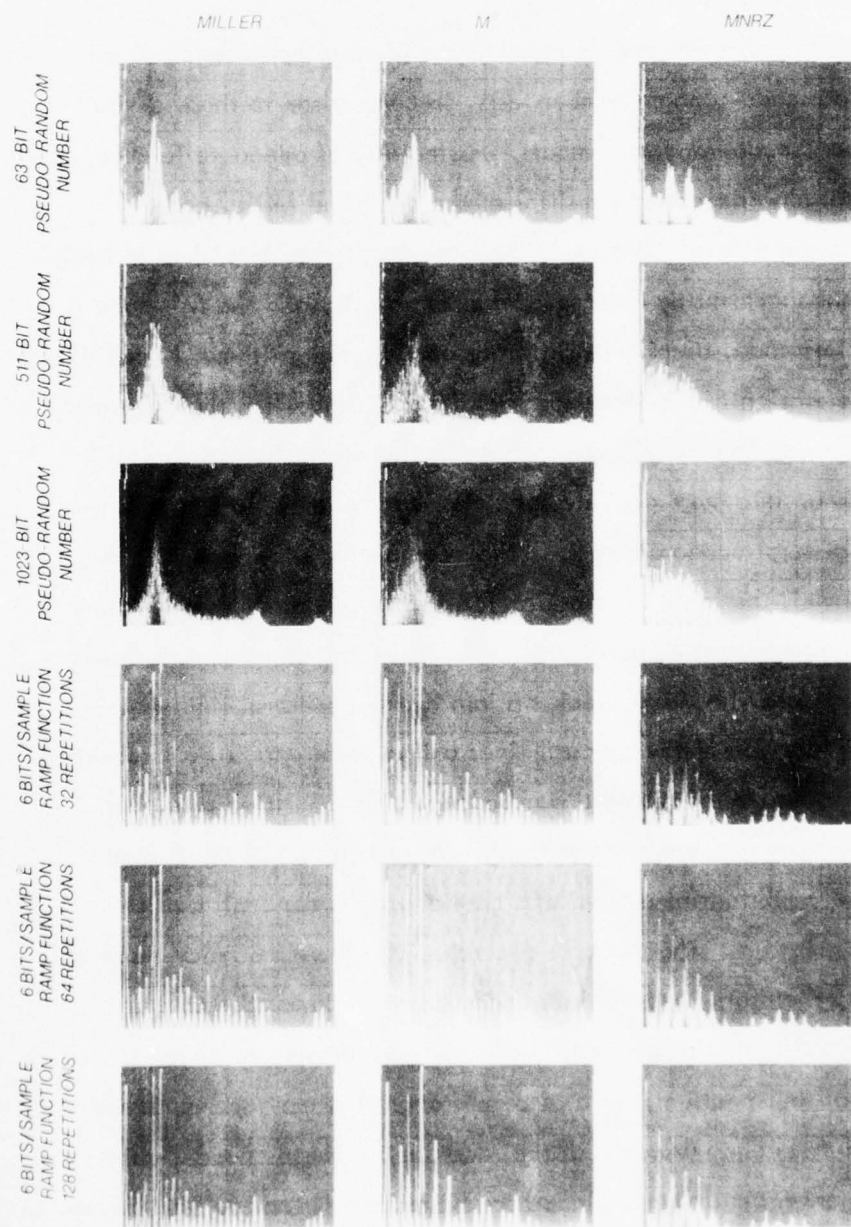 MILLER
M
MNRZ
63 BIT
PSEUDO-RANDOM
NUMBER
511 BIT
PSEUDO-RANDOM
NUMBER
1023 BIT
PSEUDO-RANDOM
NUMBER
6 BITS/SAMPLE
RAMP FUNCTION
32 REPETITIONS
6 BITS/SAMPLE
RAMP FUNCTION
64 REPETITIONS
6 BITS/SAMPLE
RAMP FUNCTION
128 REPETITIONS